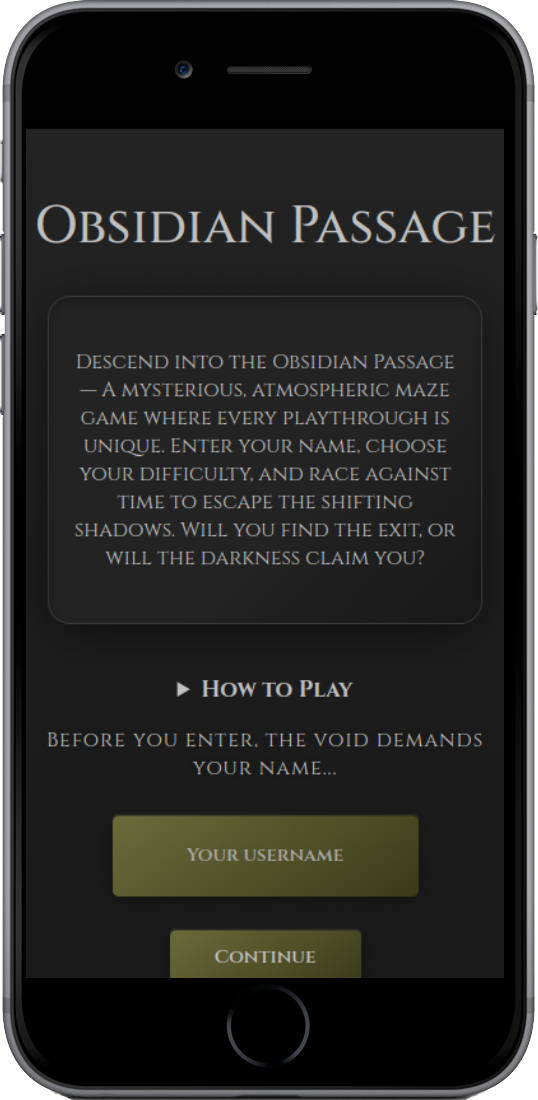 Obsidian Passage
Descend into the Obsidian Passage
— A mysterious, atmospheric maze
game where every playthrough is
unique. Enter your name, choose
your difficulty, and race against
time to escape the shifting
shadows. Will you find the exit, or
will the darkness claim you?
▶ How to Play
Before you enter, the void demands
your name...
Your username
Continue